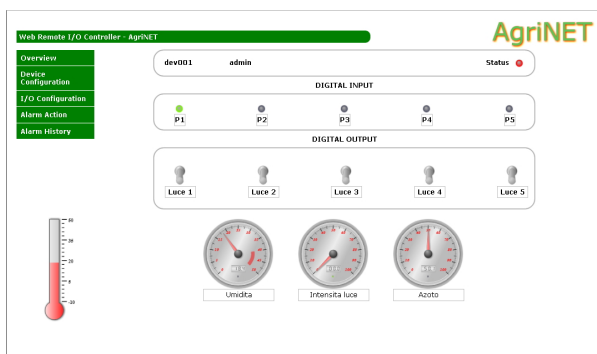 AgriNET
Web Remote I/O Controller - AgriNET
Overview
Device
Configuration
I/O Configuration
Alarm Action
Alarm History
dev001 admin Status
DIGITAL INPUT
P1 P2 P3 P4 P5
DIGITAL OUTPUT
Luce 1 Luce 2 Luce 3 Luce 4 Luce 5
Umidita Intensita luce Azoto